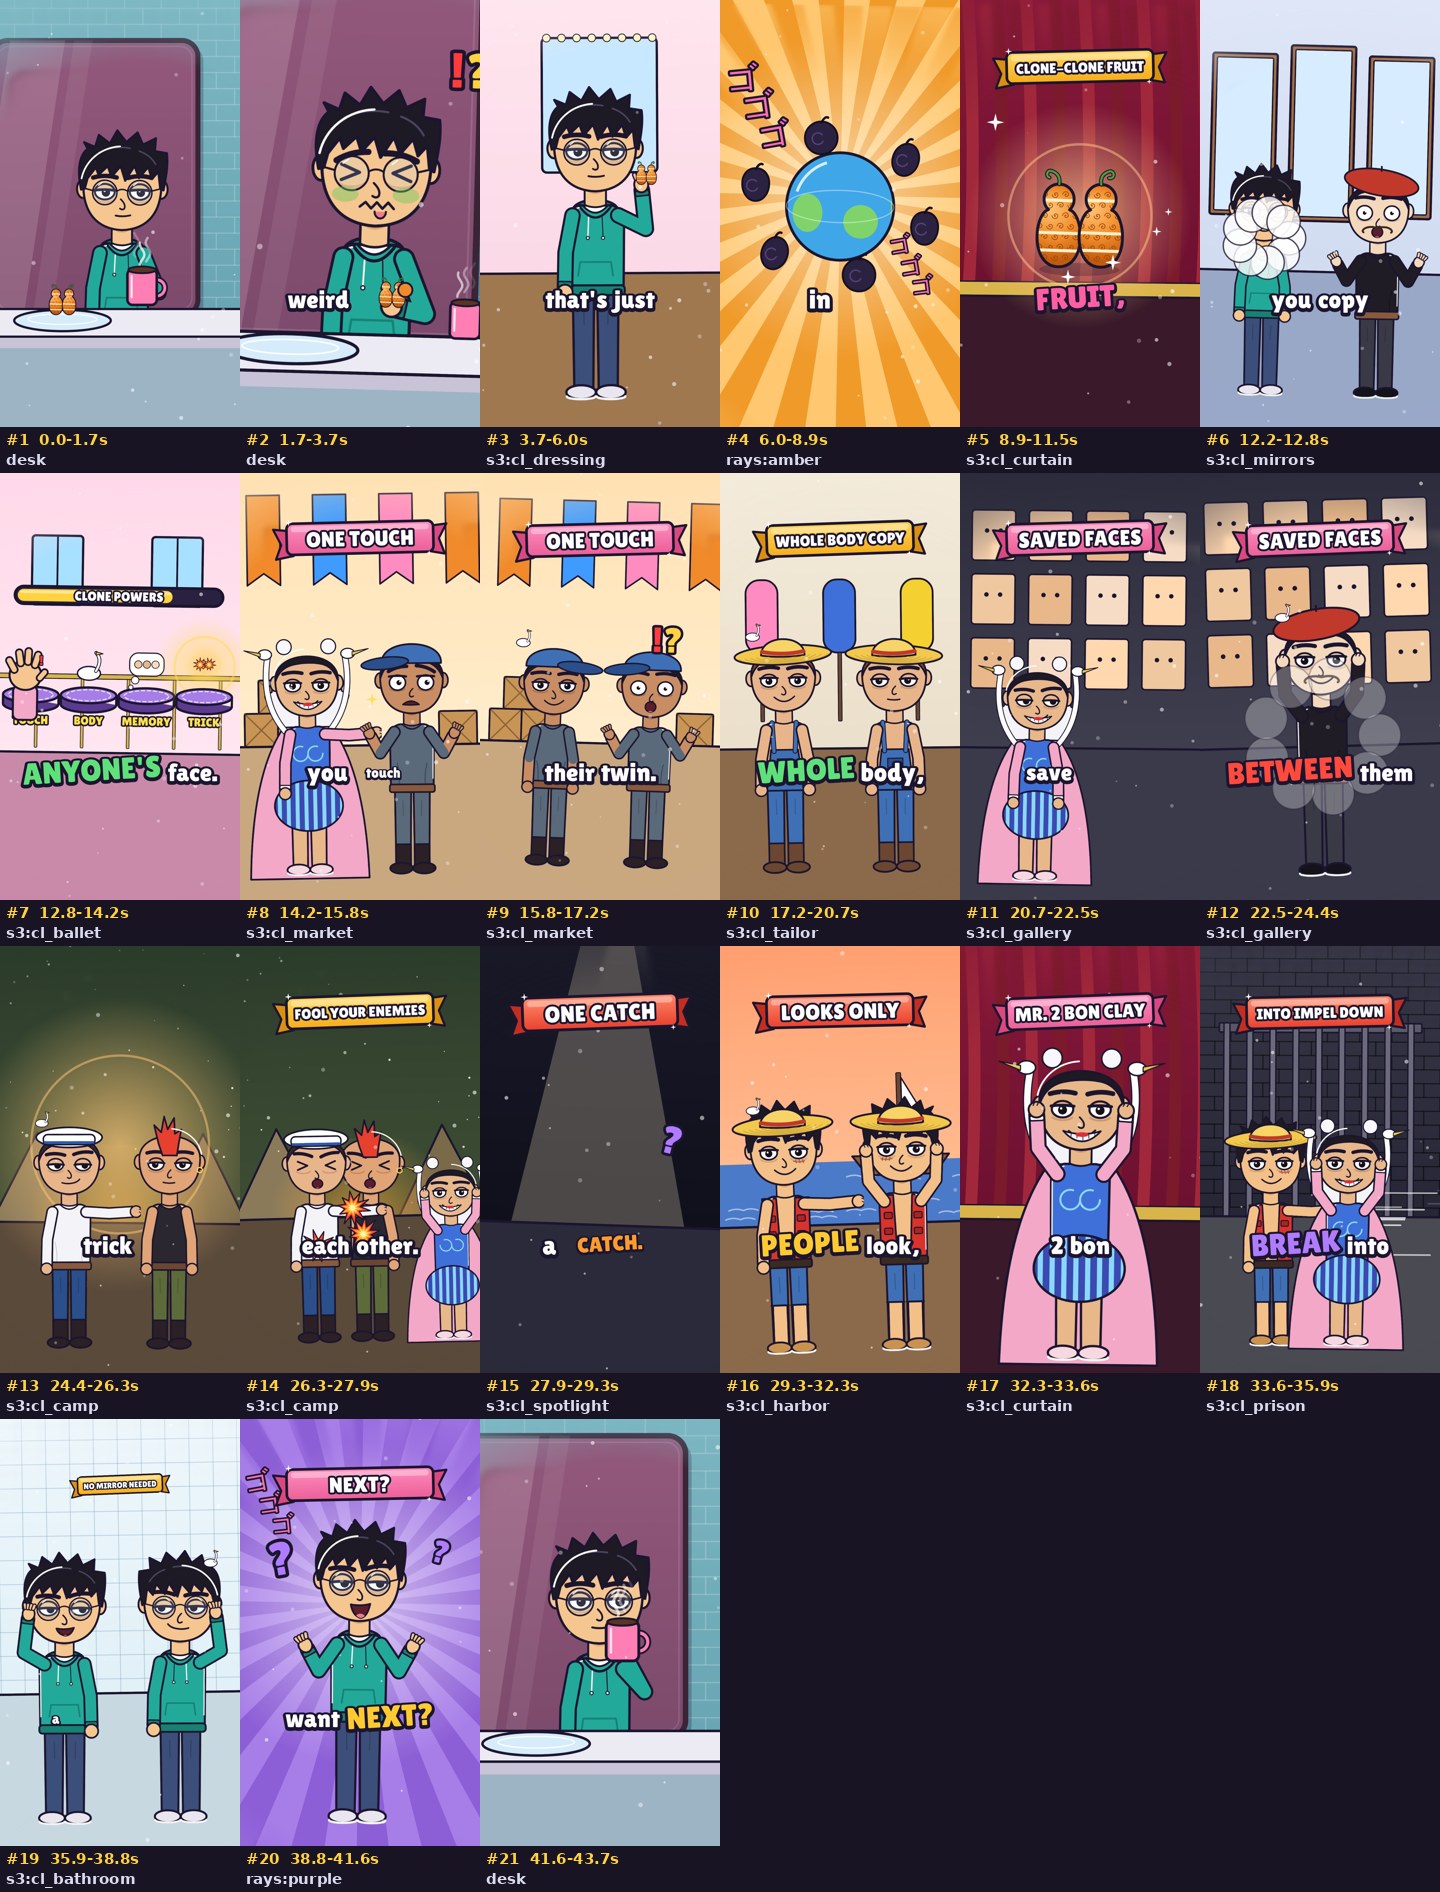 !?
weird
#1 0.0-1.7s
desk
#2 1.7-3.7s
desk
that's just
#3 3.7-6.0s
s3:cl_dressing
ゴゴゴ
ゴゴゴ
in
#4 6.0-8.9s
rays:amber
CLONE-CLONE FRUIT
FRUIT,
#5 8.9-11.5s
s3:cl_curtain
you copy
#6 12.2-12.8s
s3:cl_mirrors
CLONE POWERS
BODY
MEMORY
TRICK
ANYONE'S face.
#7 12.8-14.2s
s3:cl_ballet
ONE TOUCH
you touch
#8 14.2-15.8s
s3:cl_market
ONE TOUCH
!?
their twin.
#9 15.8-17.2s
s3:cl_market
WHOLE BODY COPY
WHOLE body,
#10 17.2-20.7s
s3:cl_tailor
SAVED FACES
save
#11 20.7-22.5s
s3:cl_gallery
SAVED FACES
BETWEEN them
#12 22.5-24.4s
s3:cl_gallery
trick
#13 24.4-26.3s
s3:cl_camp
FOOL YOUR ENEMIES
each other.
#14 26.3-27.9s
s3:cl_camp
ONE CATCH
?
a CATCH.
#15 27.9-29.3s
s3:cl_spotlight
LOOKS ONLY
PEOPLE look,
#16 29.3-32.3s
s3:cl_harbor
MR. 2 BON CLAY
2 bon
#17 32.3-33.6s
s3:cl_curtain
INTO IMPEL DOWN
BREAK into
#18 33.6-35.9s
s3:cl_prison
NO MIRROR NEEDED
a
#19 35.9-38.8s
s3:cl_bathroom
NEXT?
ゴゴゴ
?
?
want NEXT?
#20 38.8-41.6s
rays:purple
#21 41.6-43.7s
desk